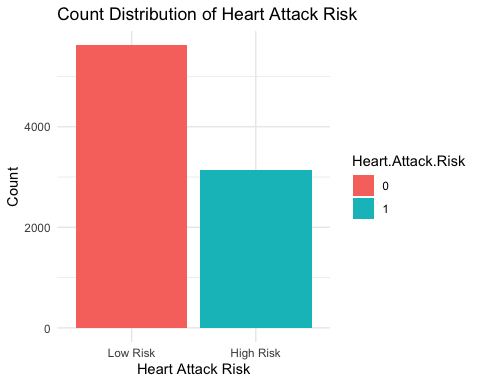 Count Distribution of Heart Attack Risk
4000
2000
0
Count
Low Risk
High Risk
Heart Attack Risk
Heart.Attack.Risk
0
1